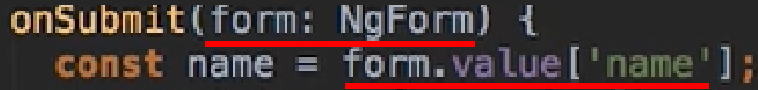 onSubmit(form: NgForm) {
const name = form.value['name'];